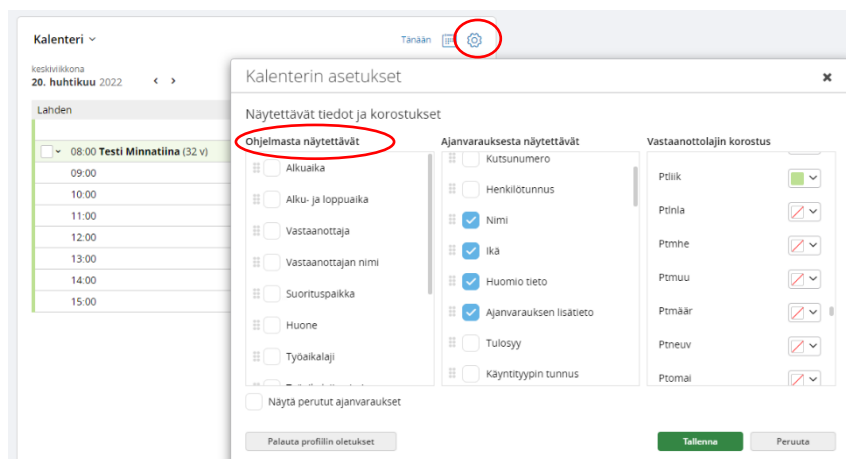 Kalenteri
Tänään
keskiviikkona
20. huhtikuu 2022
Lahden
08:00 Testi Minnatiina (32 v)
09:00
10:00
11:00
12:00
13:00
14:00
15:00
Kalenterin asetukset
Näytettävät tiedot ja korostukset
Ohjelmasta näytettävät
Alkuaika
Alku- ja loppuaika
Vastaanottaja
Vastaanottajan nimi
Suorituspaikka
Huone
Työaikalaji
Ajanvarauksesta näytettävät
Kutsunumero
Henkilötunnus
Nimi
Ikä
Huomio tieto
Ajanvarauksen lisätieto
Tulosyy
Käyntityypin tunnus
Vastaanottolajin korostus
Ptliik
Ptlnla
Ptmhe
Ptmuu
Ptmäär
Ptneuv
Ptomai
Näytä perutut ajanvaraukset
Palauta profiilin oletukset
Tallenna
Peruuta